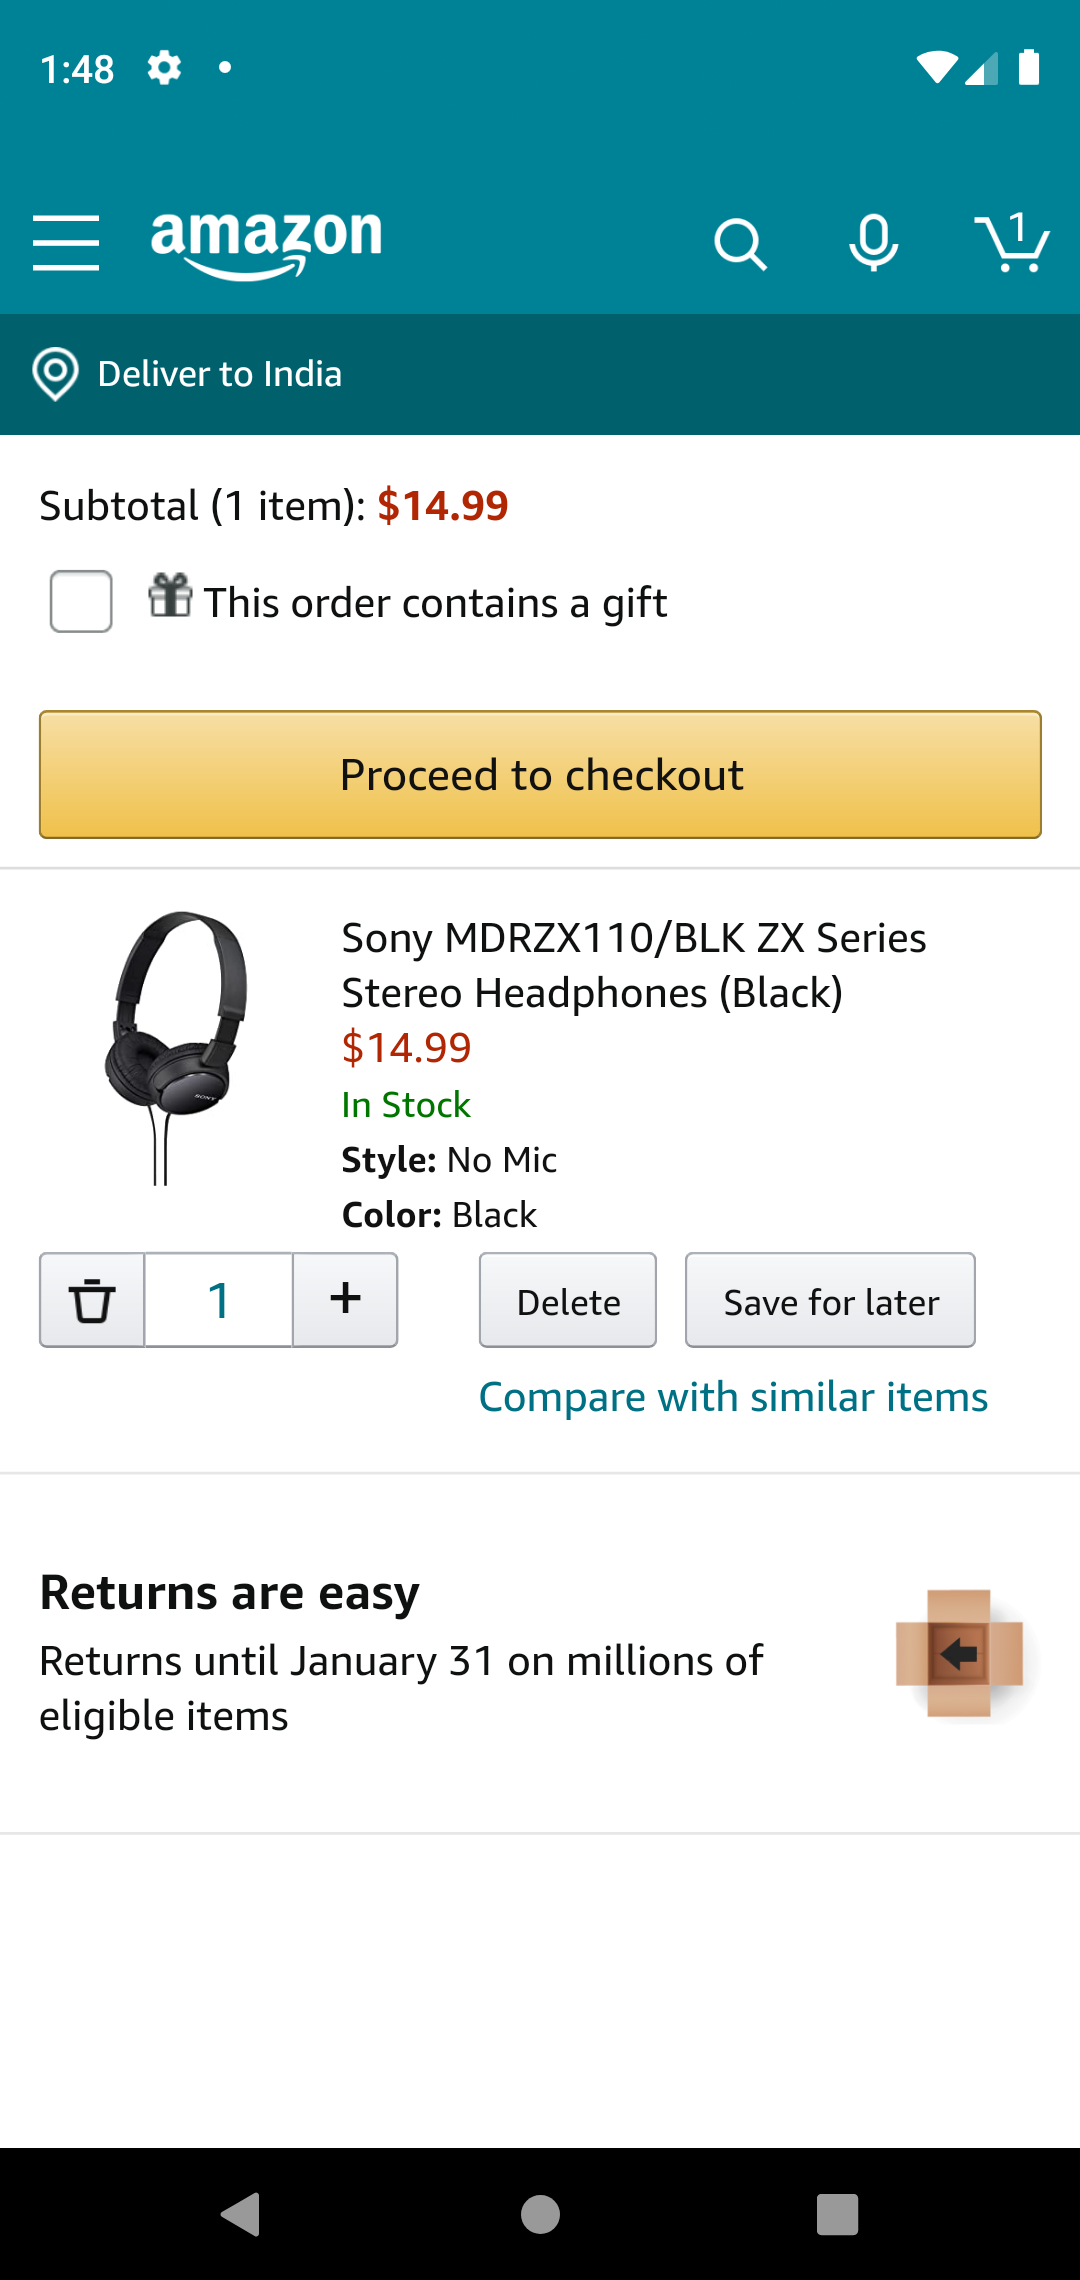 1:48
amazon
1
Deliver to India
Subtotal (1 item): $14.99
This order contains a gift
Proceed to checkout
Sony MDRZX110/BLK ZX Series
Stereo Headphones (Black)
$14.99
In Stock
Style: No Mic
Color: Black
SONY
1 +
Delete
Save for later
Compare with similar items
Returns are easy
Returns until January 31 on millions of
eligible items